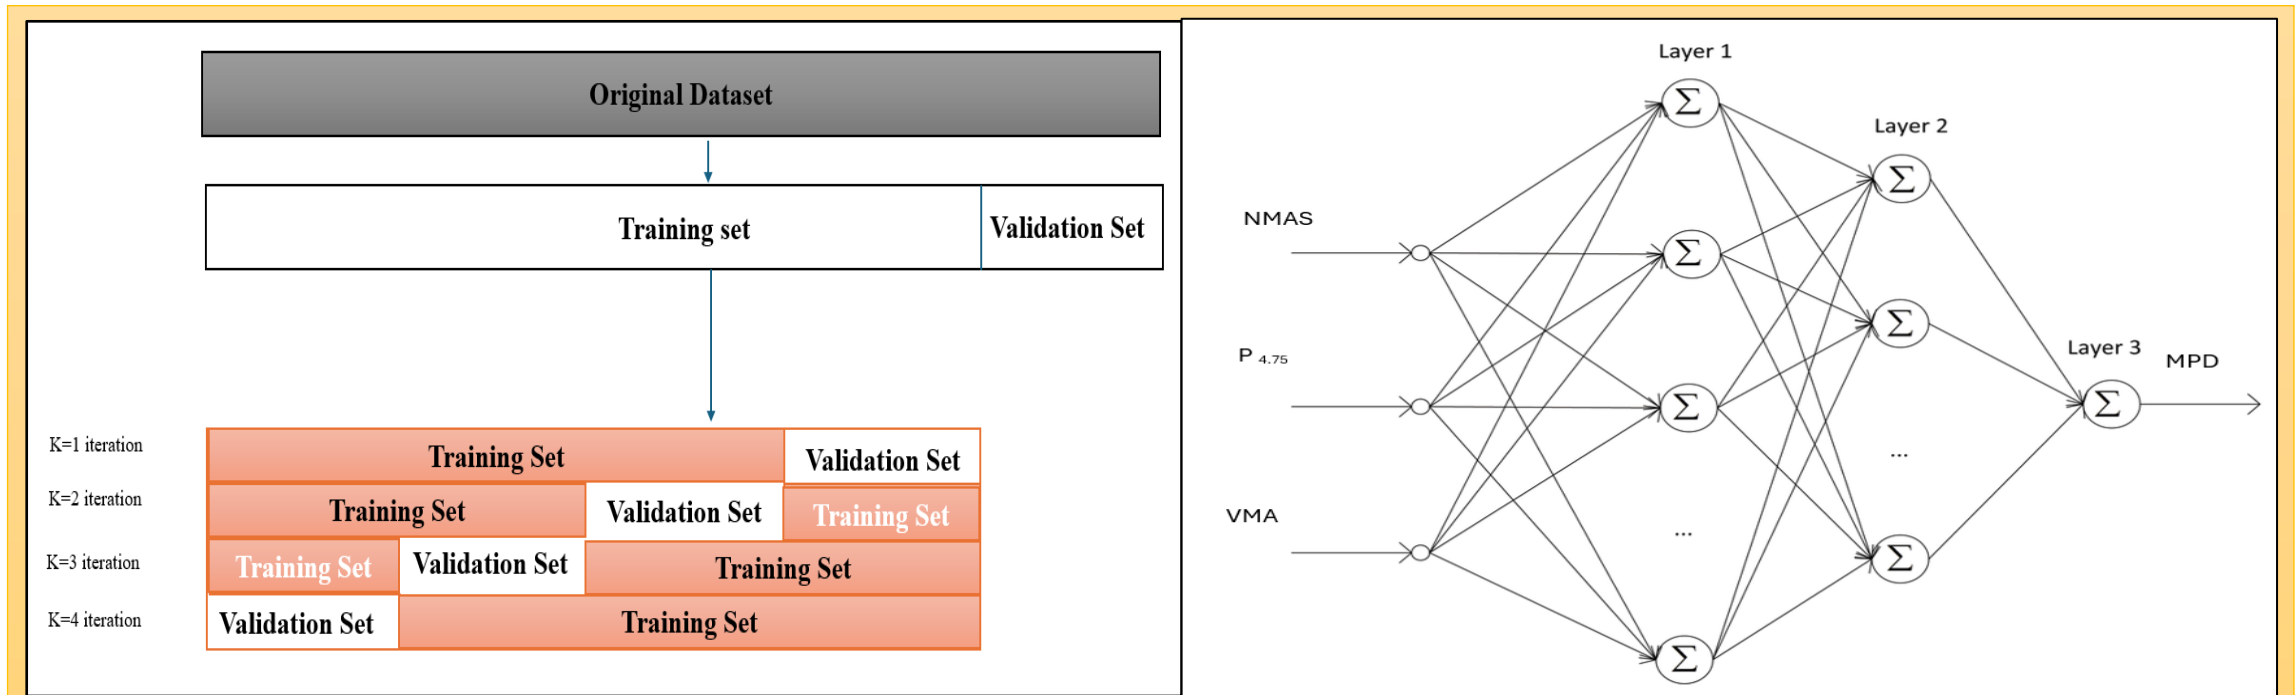 Original Dataset
Training set
Validation Set
K=1 iteration
Training Set
Validation Set
K=2 iteration
Training Set
Validation Set
Training Set
K=3 iteration
Training Set
Validation Set
Training Set
K=4 iteration
Validation Set
Training Set
Layer 1
Layer 2
Layer 3
NMAS
P 4.75
VMA
MPD
Σ
Σ
Σ
...
Σ
Σ
Σ
...
Σ
Σ